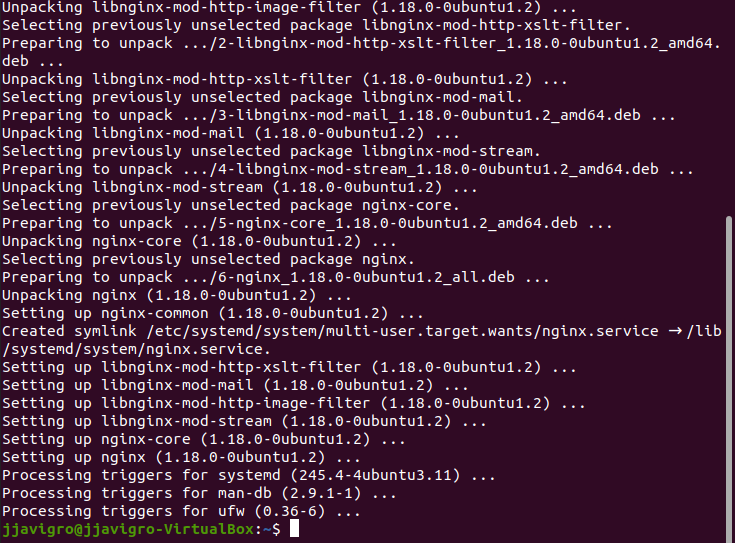 Unpacking libnginx-mod-http-image-filter (1.18.0-0ubuntu1.2) ...
Selecting previously unselected package libnginx-mod-http-xslt-filter.
Preparing to unpack .../2-libnginx-mod-http-xslt-filter_1.18.0-0ubuntu1.2_amd64.
deb ...
Unpacking libnginx-mod-http-xslt-filter (1.18.0-0ubuntu1.2) ...
Selecting previously unselected package libnginx-mod-mail.
Preparing to unpack .../3-libnginx-mod-mail_1.18.0-0ubuntu1.2_amd64.deb ...
Unpacking libnginx-mod-mail (1.18.0-0ubuntu1.2) ...
Selecting previously unselected package libnginx-mod-stream.
Preparing to unpack .../4-libnginx-mod-stream_1.18.0-0ubuntu1.2_amd64.deb ...
Unpacking libnginx-mod-stream (1.18.0-0ubuntu1.2) ...
Selecting previously unselected package nginx-core.
Preparing to unpack .../5-nginx-core_1.18.0-0ubuntu1.2_amd64.deb ...
Unpacking nginx-core (1.18.0-0ubuntu1.2) ...
Selecting previously unselected package nginx.
Preparing to unpack .../6-nginx_1.18.0-0ubuntu1.2_all.deb ...
Unpacking nginx (1.18.0-0ubuntu1.2) ...
Setting up nginx-common (1.18.0-0ubuntu1.2) ...
Created symlink /etc/systemd/system/multi-user.target.wants/nginx.service → /lib
/systemd/system/nginx.service.
Setting up libnginx-mod-http-xslt-filter (1.18.0-0ubuntu1.2) ...
Setting up libnginx-mod-mail (1.18.0-0ubuntu1.2) ...
Setting up libnginx-mod-http-image-filter (1.18.0-0ubuntu1.2) ...
Setting up libnginx-mod-stream (1.18.0-0ubuntu1.2) ...
Setting up nginx-core (1.18.0-0ubuntu1.2) ...
Setting up nginx (1.18.0-0ubuntu1.2) ...
Processing triggers for systemd (245.4-4ubuntu3.11) ...
Processing triggers for man-db (2.9.1-1) ...
Processing triggers for ufw (0.36-6) ...
jjavigro@jjavigro-VirtualBox:~$